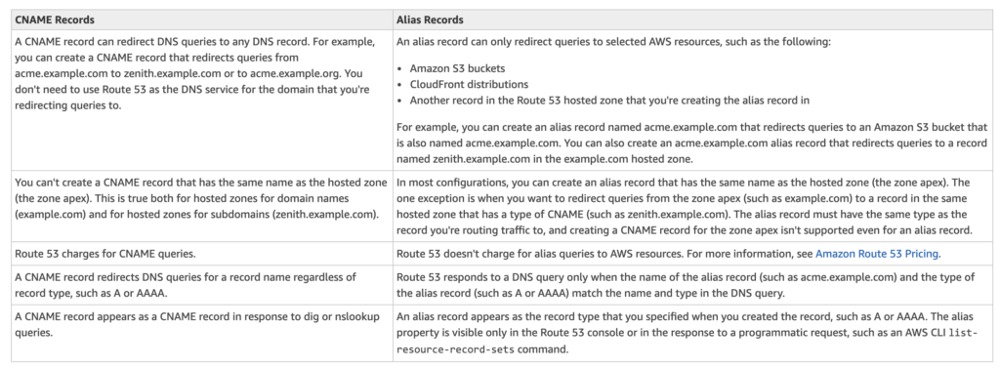 CNAME Records
Alias Records
A CNAME record can redirect DNS queries to any DNS record. For example,
you can create a CNAME record that redirects queries from
acme.example.com to zenith.example.com or to acme.example.org. You
don't need to use Route 53 as the DNS service for the domain that you're
redirecting queries to.
An alias record can only redirect queries to selected AWS resources, such as the following:
• Amazon S3 buckets
• CloudFront distributions
• Another record in the Route 53 hosted zone that you're creating the alias record in
For example, you can create an alias record named acme.example.com that redirects queries to an Amazon S3 bucket that
is also named acme.example.com. You can also create an acme.example.com alias record that redirects queries to a record
named zenith.example.com in the example.com hosted zone.
You can't create a CNAME record that has the same name as the hosted zone
(the zone apex). This is true both for hosted zones for domain names
(example.com) and for hosted zones for subdomains (zenith.example.com).
In most configurations, you can create an alias record that has the same name as the hosted zone (the zone apex). The
one exception is when you want to redirect queries from the zone apex (such as example.com) to a record in the same
hosted zone that has a type of CNAME (such as zenith.example.com). The alias record must have the same type as the
record you're routing traffic to, and creating a CNAME record for the zone apex isn't supported even for an alias record.
Route 53 charges for CNAME queries.
Route 53 doesn't charge for alias queries to AWS resources. For more information, see Amazon Route 53 Pricing.
A CNAME record redirects DNS queries for a record name regardless of
record type, such as A or AAAA.
Route 53 responds to a DNS query only when the name of the alias record (such as acme.example.com) and the type of
the alias record (such as A or AAAA) match the name and type in the DNS query.
A CNAME record appears as a CNAME record in response to dig or nslookup
queries.
An alias record appears as the record type that you specified when you created the record, such as A or AAAA. The alias
property is visible only in the Route 53 console or in the response to a programmatic request, such as an AWS CLI list-
resource-record-sets command.